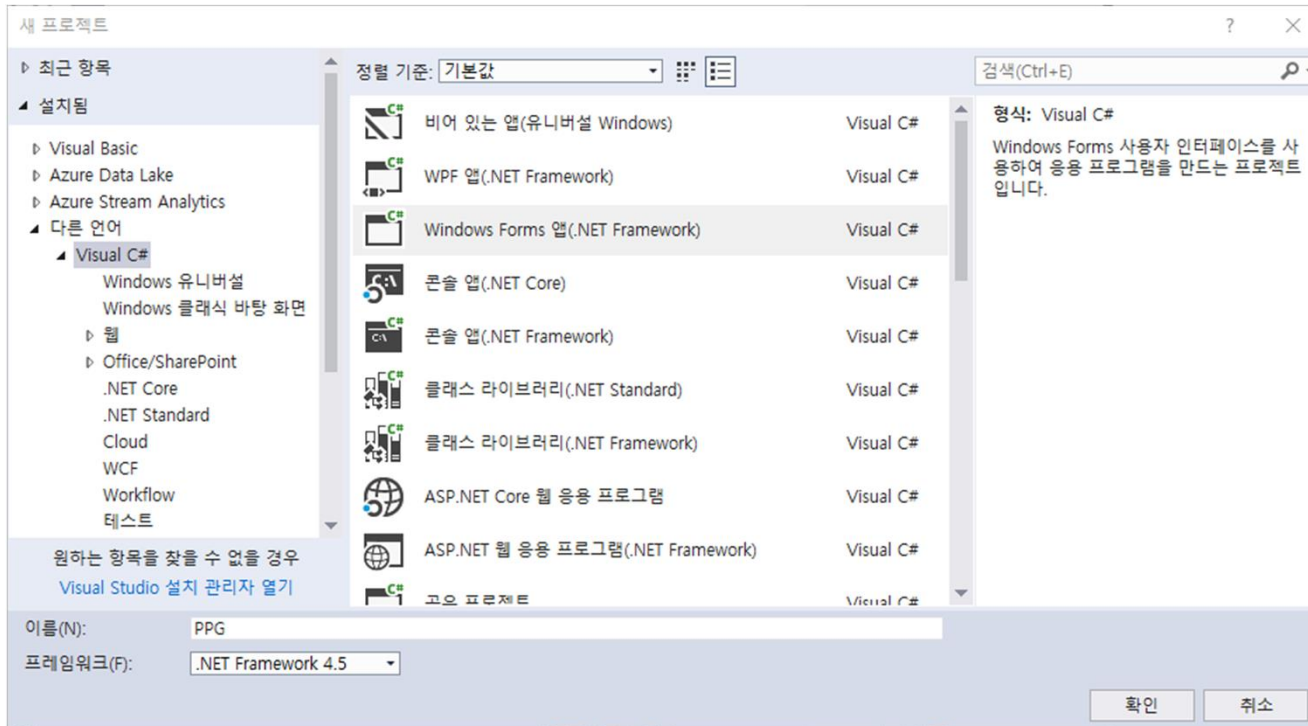 새 프로젝트
최근 항목
설치됨
Visual Basic
Azure Data Lake
Azure Stream Analytics
다른 언어
Visual C#
Windows 유니버설
Windows 클래식 바탕 화면
웹
Office/SharePoint
.NET Core
.NET Standard
Cloud
WCF
Workflow
테스트
원하는 항목을 찾을 수 없을 경우
Visual Studio 설치 관리자 열기
정렬 기준: 기본값
비어 있는 앱(유니버설 Windows) Visual C#
WPF 앱(.NET Framework) Visual C#
Windows Forms 앱(.NET Framework) Visual C#
콘솔 앱(.NET Core) Visual C#
콘솔 앱(.NET Framework) Visual C#
클래스 라이브러리(.NET Standard) Visual C#
클래스 라이브러리(.NET Framework) Visual C#
ASP.NET Core 웹 응용 프로그램 Visual C#
ASP.NET 웹 응용 프로그램(.NET Framework) Visual C#
공유 프로젝트 Visual C#
검색(Ctrl+E)
형식: Visual C#
Windows Forms 사용자 인터페이스를 사
용하여 응용 프로그램을 만드는 프로젝트
입니다.
이름(N): PPG
프레임워크(F): .NET Framework 4.5
확인 취소